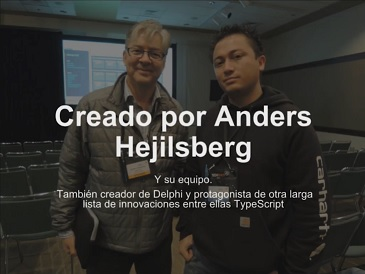 Creado por Anders
Hejilsberg
Y su equipo.
También creador de Delphi y protagonista de otra larga
lista de innovaciones entre ellas TypeScript
carhartt